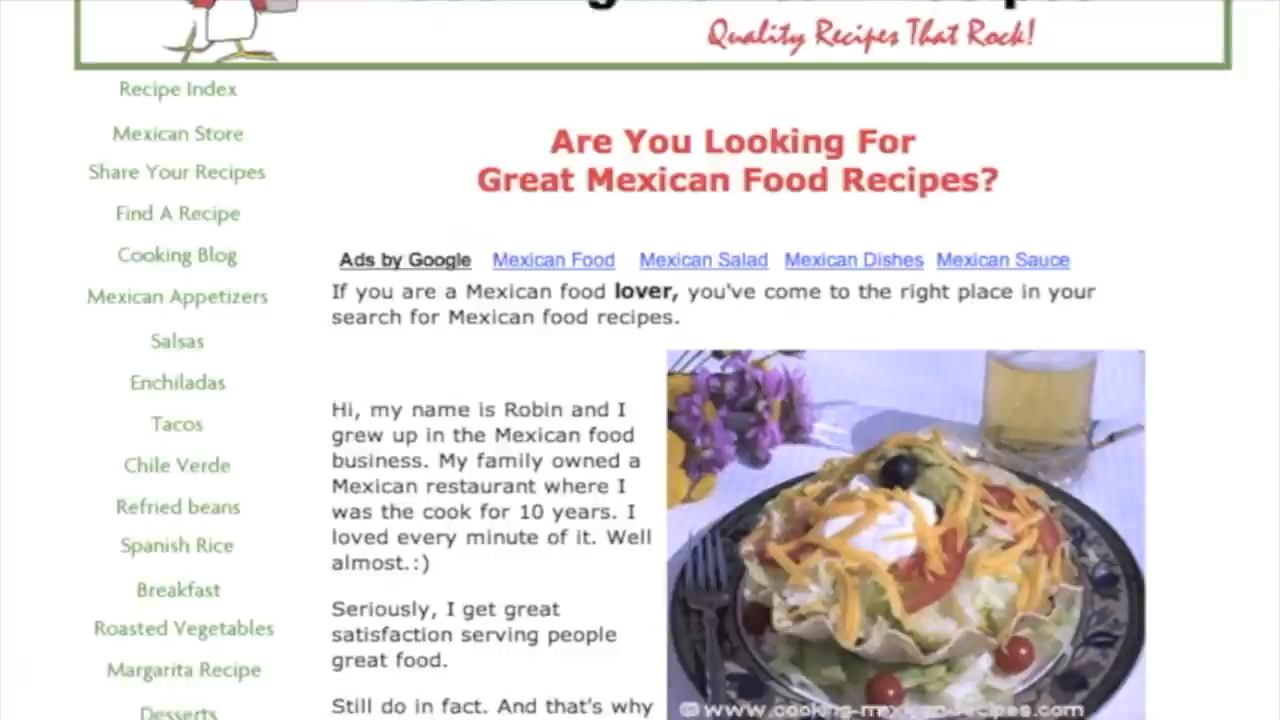 Quality Recipes That Rock!
Recipe Index
Mexican Store
Share Your Recipes
Find A Recipe
Cooking Blog
Mexican Appetizers
Salsas
Enchiladas
Tacos
Chile Verde
Refried beans
Spanish Rice
Breakfast
Roasted Vegetables
Margarita Recipe
Desserts
Are You Looking For
Great Mexican Food Recipes?
Ads by Google Mexican Food Mexican Salad Mexican Dishes Mexican Sauce
If you are a Mexican food lover, you've come to the right place in your
search for Mexican food recipes.
Hi, my name is Robin and I
grew up in the Mexican food
business. My family owned a
Mexican restaurant where I
was the cook for 10 years. I
loved every minute of it. Well
almost.:)
Seriously, I get great
satisfaction serving people
great food.
Still do in fact. And that's why
© www.cooking-mexican-recipes.com